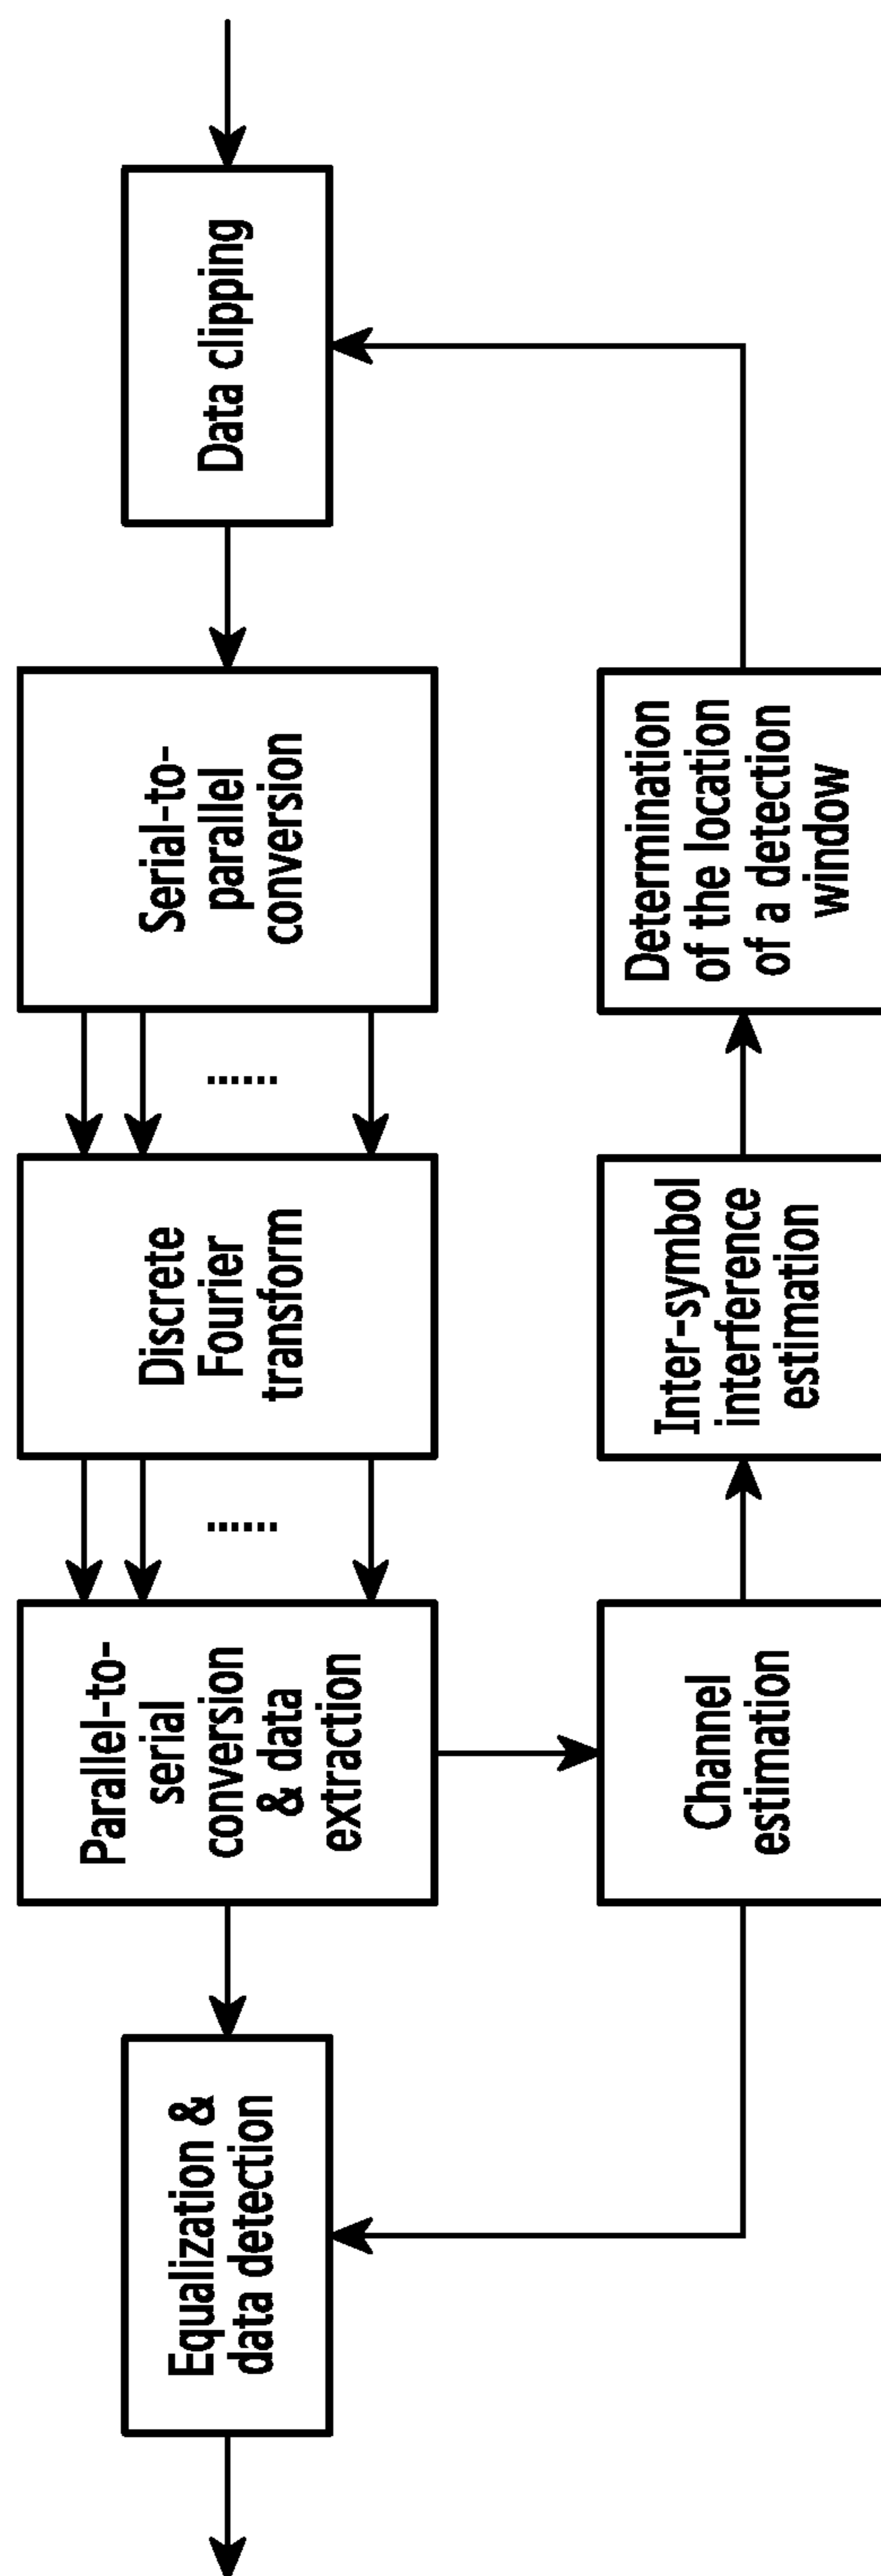 Data clipping
Serial-to-
parallel
conversion
......
Discrete
Fourier
transform
......
Parallel-to-
serial
conversion
& data
extraction
Equalization &
data detection
Determination
of the location
of a detection
window
Inter-symbol
interference
estimation
Channel
estimation